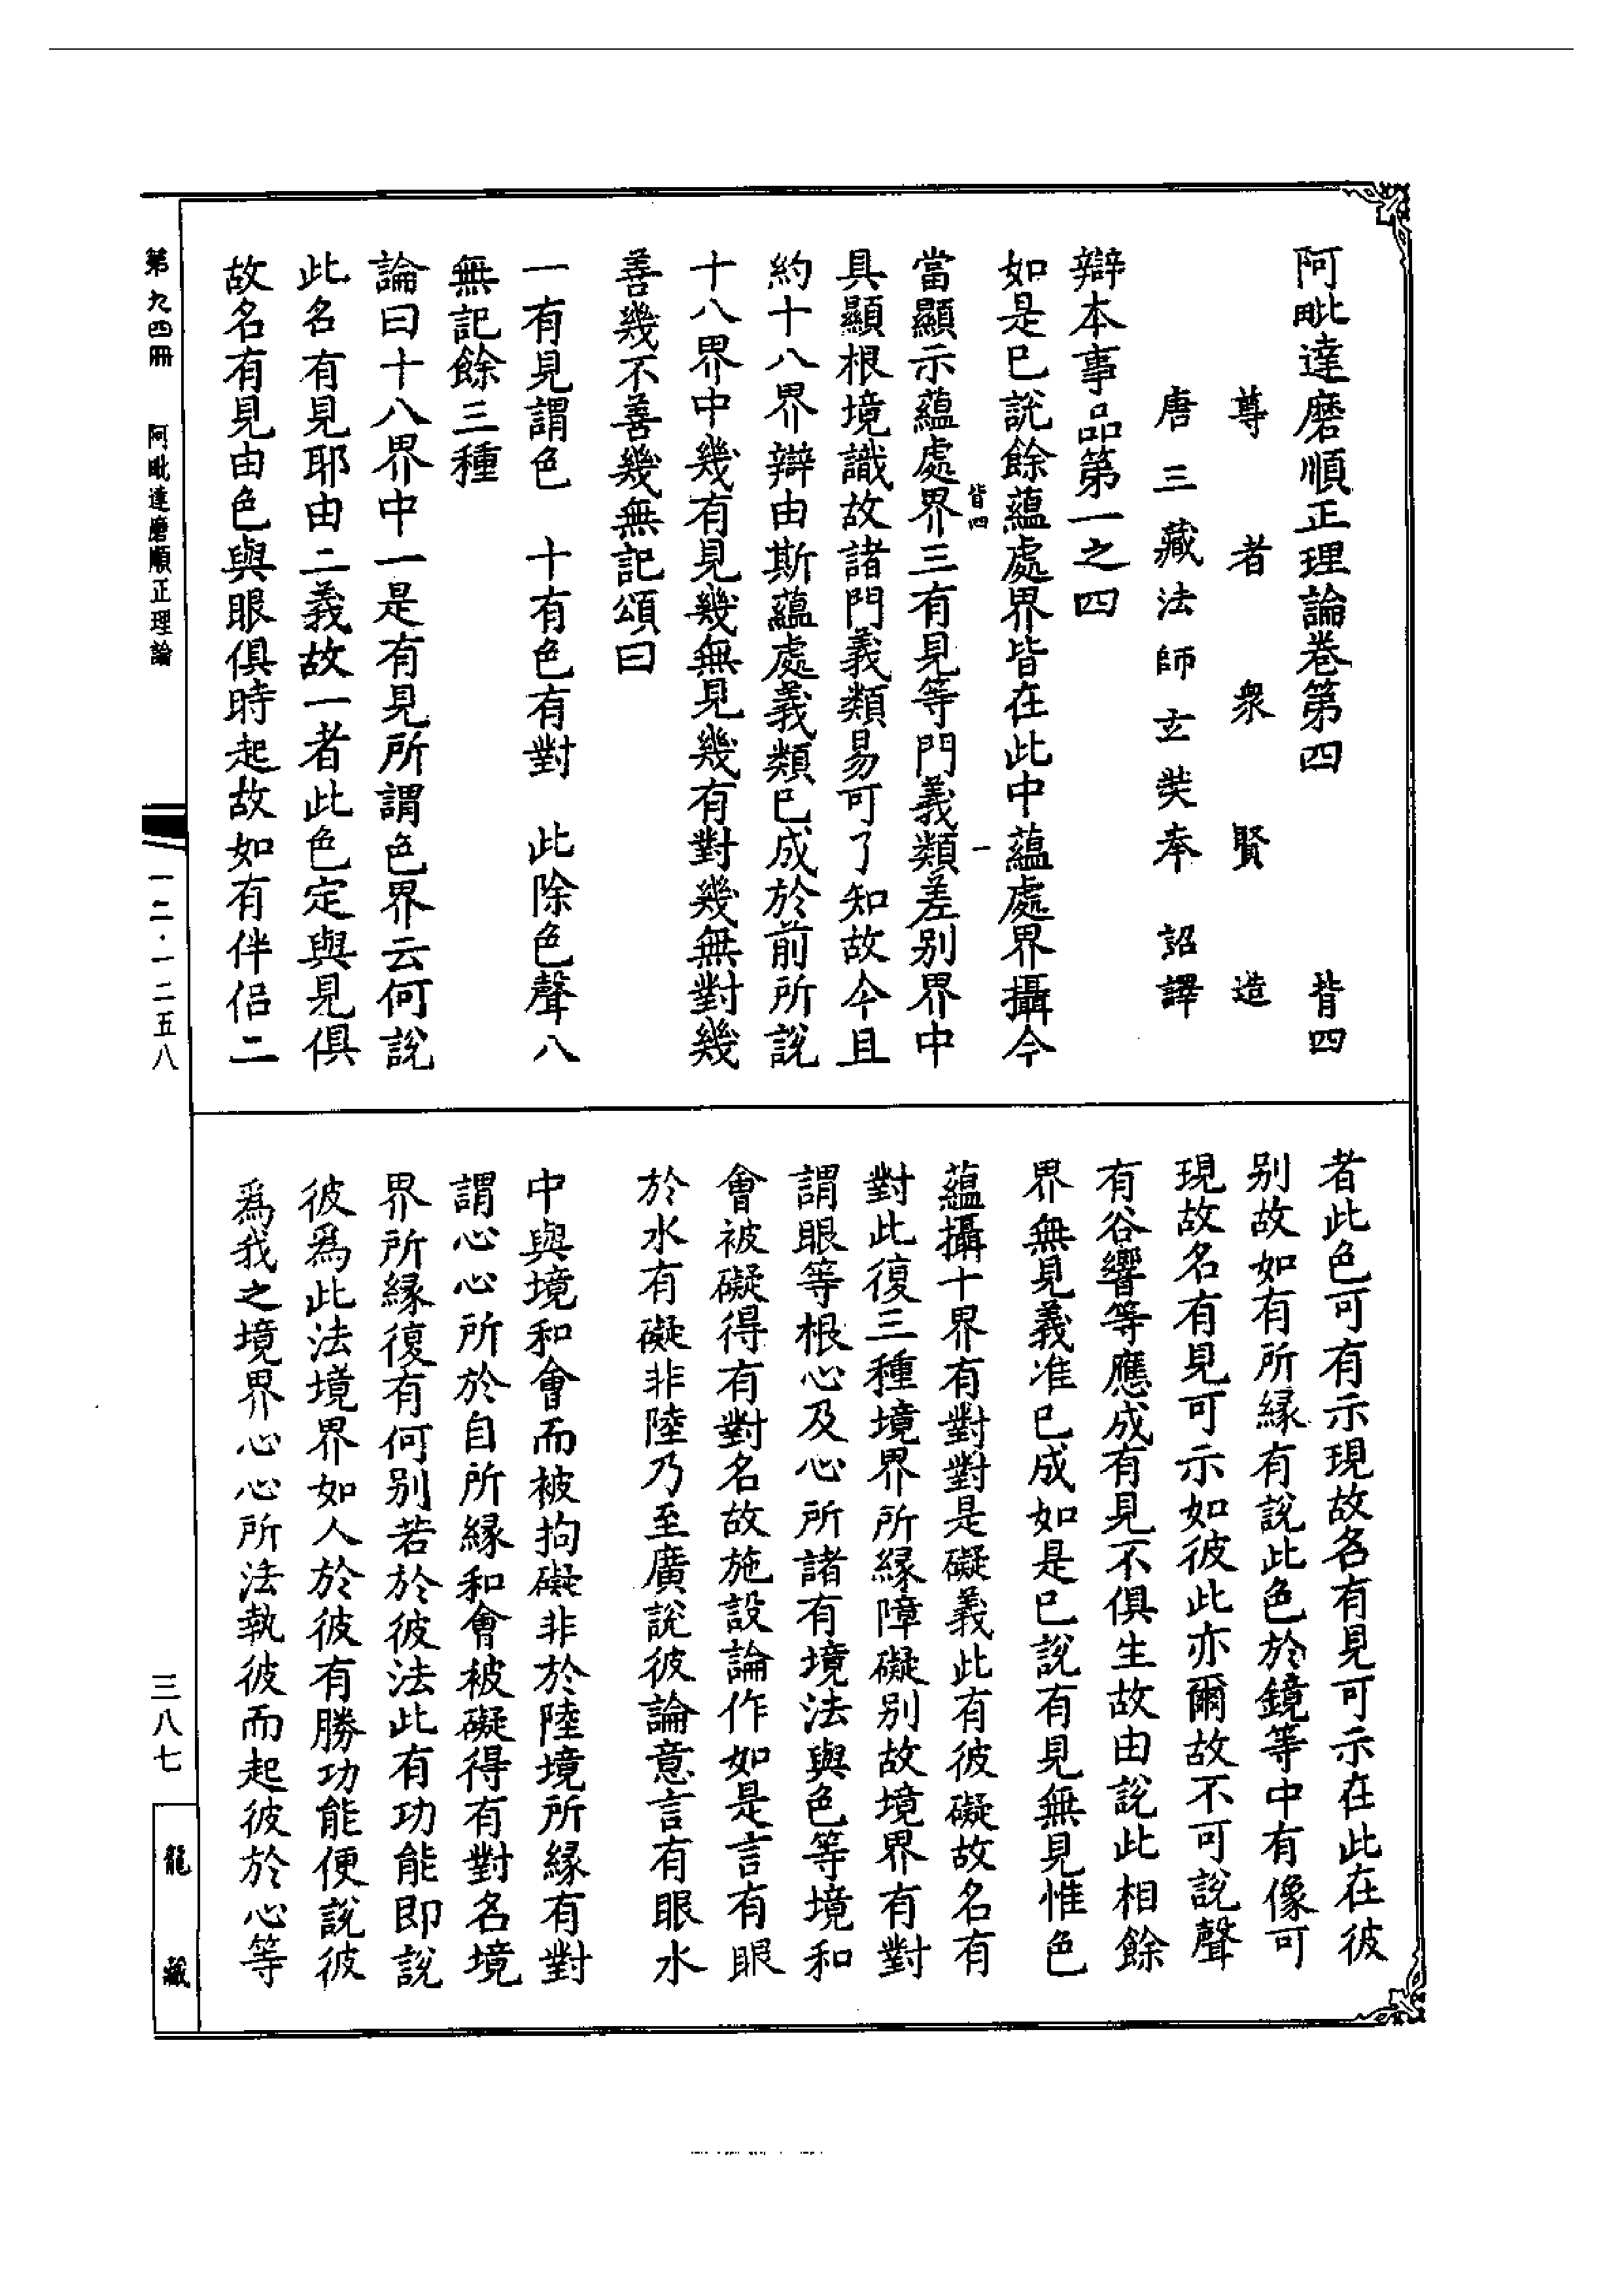 阿毗達磨順正理論卷第四　皆四
尊者衆賢造
唐三藏法師玄奘奉　詔譯
辯本事品第一之四
如是已說餘蘊處界皆在此中蘊處界攝今
皆四　一
當顯示蘊處界三有見等門義類差别界中
具顯根境識故諸門義類易可了知故今且
約十八界辯由斯蘊處義類已成於前所說
十八界中幾有見幾無見幾有對幾無對幾
善幾不善幾無記頌曰
一有見謂色　十有色有對　此除色聲八
無記餘三種
論曰十八界中一是有見所謂色界云何說
此名有見耶由二義故一者此色定與見俱
故名有見由色與眼俱時起故如有伴侣二
者此色可有示現故名有見可示在此在彼
别故如有所緣有說此色於鏡等中有像可
現故名有見可示如彼此亦爾故不可說聲
有谷響等應成有見不俱生故由說此相餘
界無見義准已成如是已說有見無見惟色
蘊攝十界有對對是礙義此有彼礙故名有
對此復三種境界所緣障礙别故境界有對
謂眼等根心及心所諸有境法與色等境和
會被礙得有對名故施設論作如是言有眼
於水有礙非陸乃至廣說彼論意言有眼水
中與境和會而被拘礙非於陸境所緣有對
謂心心所於自所緣和會被礙得有對名境
界所緣復有何别若於彼法此有功能即說
彼爲此法境界如人於彼有勝功能便說彼
爲我之境界心心所法執彼而起彼於心等
第九四冊　阿毗達磨順正理論
一二·一二五八
三八七
龍藏